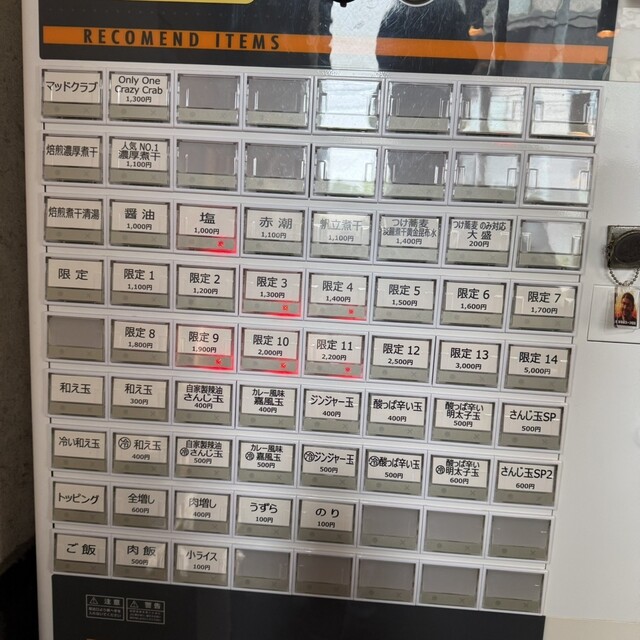 RECOMEND ITEMS
マッドクラブ
Only One
Crazy Crab
1,300円
焙煎濃厚煮干
人気 NO.1
濃厚煮干
1,100円
焙煎煮干清湯
醤油
1,000円
塩
1,000円
赤潮
1,100円
帆立煮干
1,100円
つけ蕎麦
1,400円
つけ蕎麦 のみ対応
大盛
200円
限定
限定 1
1,100円
限定 2
1,200円
限定 3
1,300円
限定 4
1,400円
限定 5
1,500円
限定 6
1,600円
限定 7
1,700円
限定 8
1,800円
限定 9
1,900円
限定 10
2,000円
限定 11
2,200円
限定 12
2,500円
限定 13
3,000円
限定 14
5,000円
和え玉
和え玉
300円
自家製辣油
さんじ玉
400円
カレー風味
嘉風玉
400円
ジンジャー玉
400円
酸っぱ辛い玉
400円
酸っぱ辛い
明太子玉
500円
さんじ玉SP
500円
冷い和え玉
㋹和え玉
400円
自家製辣油
さんじ玉
500円
カレー風味
嘉風玉
500円
ジンジャー玉
500円
酸っぱ辛い玉
500円
酸っぱ辛い
明太子玉
600円
さんじ玉SP2
600円
トッピング
全増し
600円
肉増し
400円
うずら
100円
のり
100円
ご飯
肉飯
500円
小ライス
100円
注意
警告